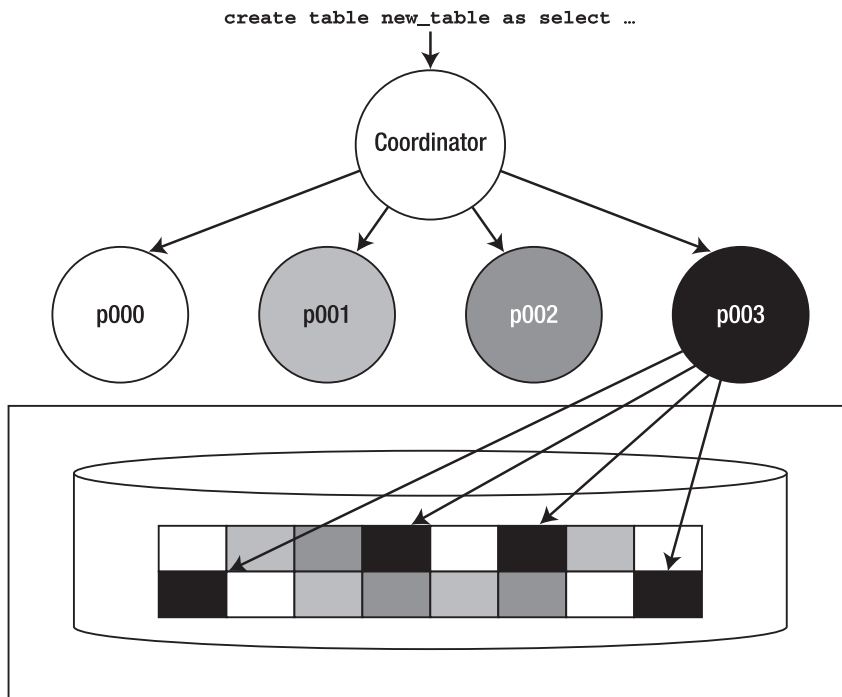 create table new_table as select …
Coordinator
p000
p001
p002
p003